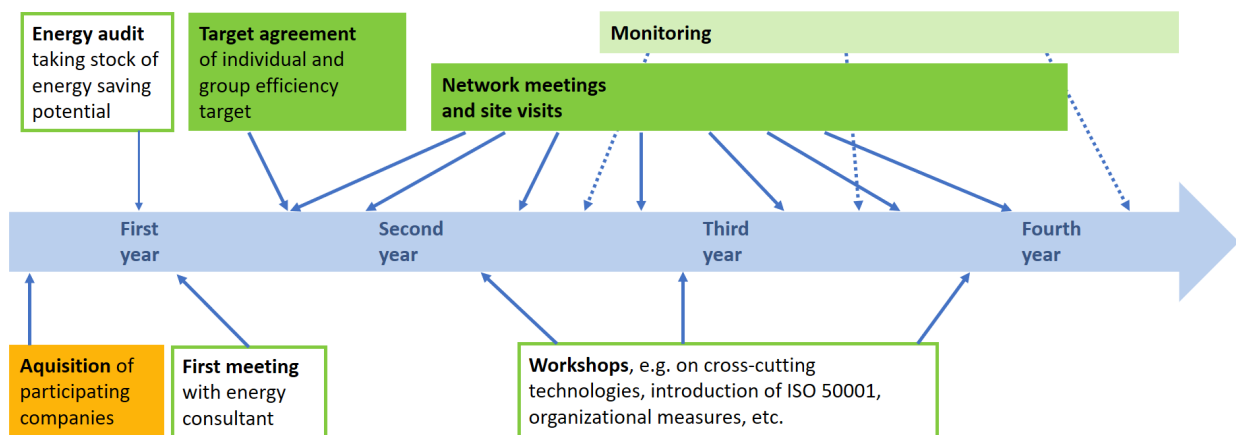 Energy audit
taking stock of
energy saving
potential
Target agreement
of individual and
group efficiency
target
Monitoring
Network meetings
and site visits
First
year
Second
year
Third
year
Fourth
year
Aquisition of
participating
companies
First meeting
with energy
consultant
Workshops, e.g. on cross-cutting
technologies, introduction of ISO 50001,
organizational measures, etc.